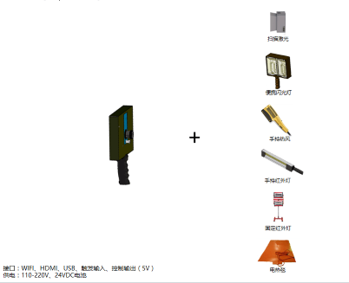 扫描激光
便携闪光灯
手持热风
手持红外灯
固定红外灯
电热毯
接口：WIFI、HDMI、USB、触发输入、控制输出（5V）
供电：110-220V、24VDC电池